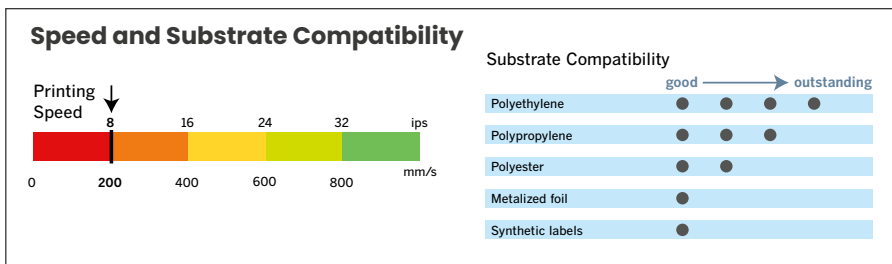 Speed and Substrate Compatibility
Printing
Speed
8 16 24 32 ips
mm/s
0 200 400 600 800
Substrate Compatibility
good outstanding
Polyethylene
Polypropylene
Polyester
Metalized foil
Synthetic labels